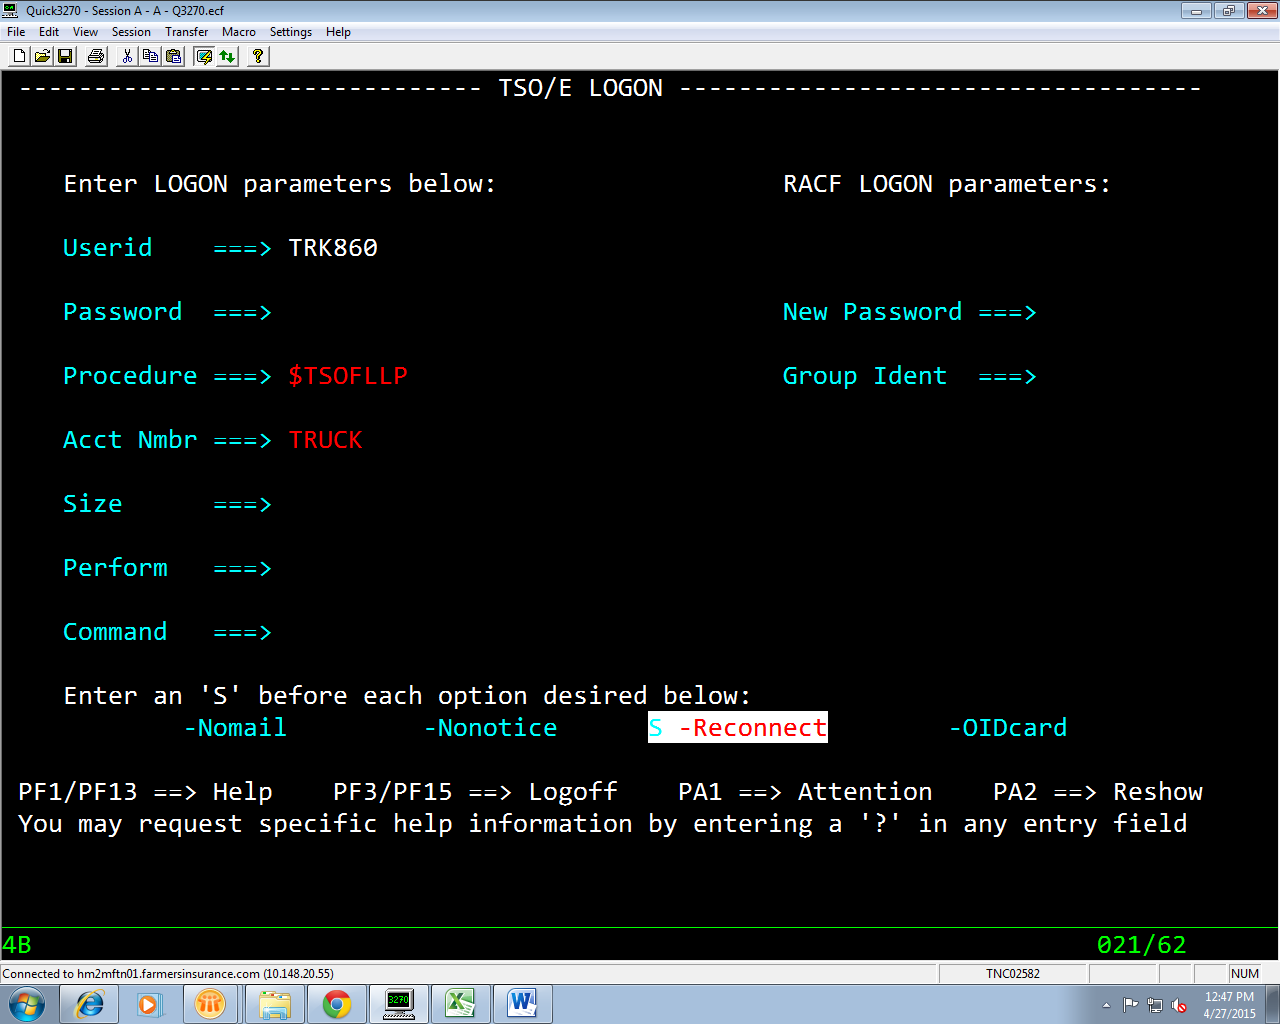 Quick3270 - Session A - A - Q3270.ecf
File Edit View Session Transfer Macro Settings Help
------------------------------- TSO/E LOGON -----------------------------------
Enter LOGON parameters below: RACF LOGON parameters:
Userid ===> TRK860
Password ===> New Password ===>
Procedure ===> $TSOFLLP Group Ident ===>
Acct Nmbr ===> TRUCK
Size ===>
Perform ===>
Command ===>
Enter an 'S' before each option desired below:
-Nomail -Nonotice S -Reconnect -OIDcard
PF1/PF13 ==> Help PF3/PF15 ==> Logoff PA1 ==> Attention PA2 ==> Reshow
You may request specific help information by entering a '?' in any entry field
4B 021/62
Connected to hm2mftn01.farmersinsurance.com (10.148.20.55) TNC02582 NUM
3270
12:47 PM
4/27/2015